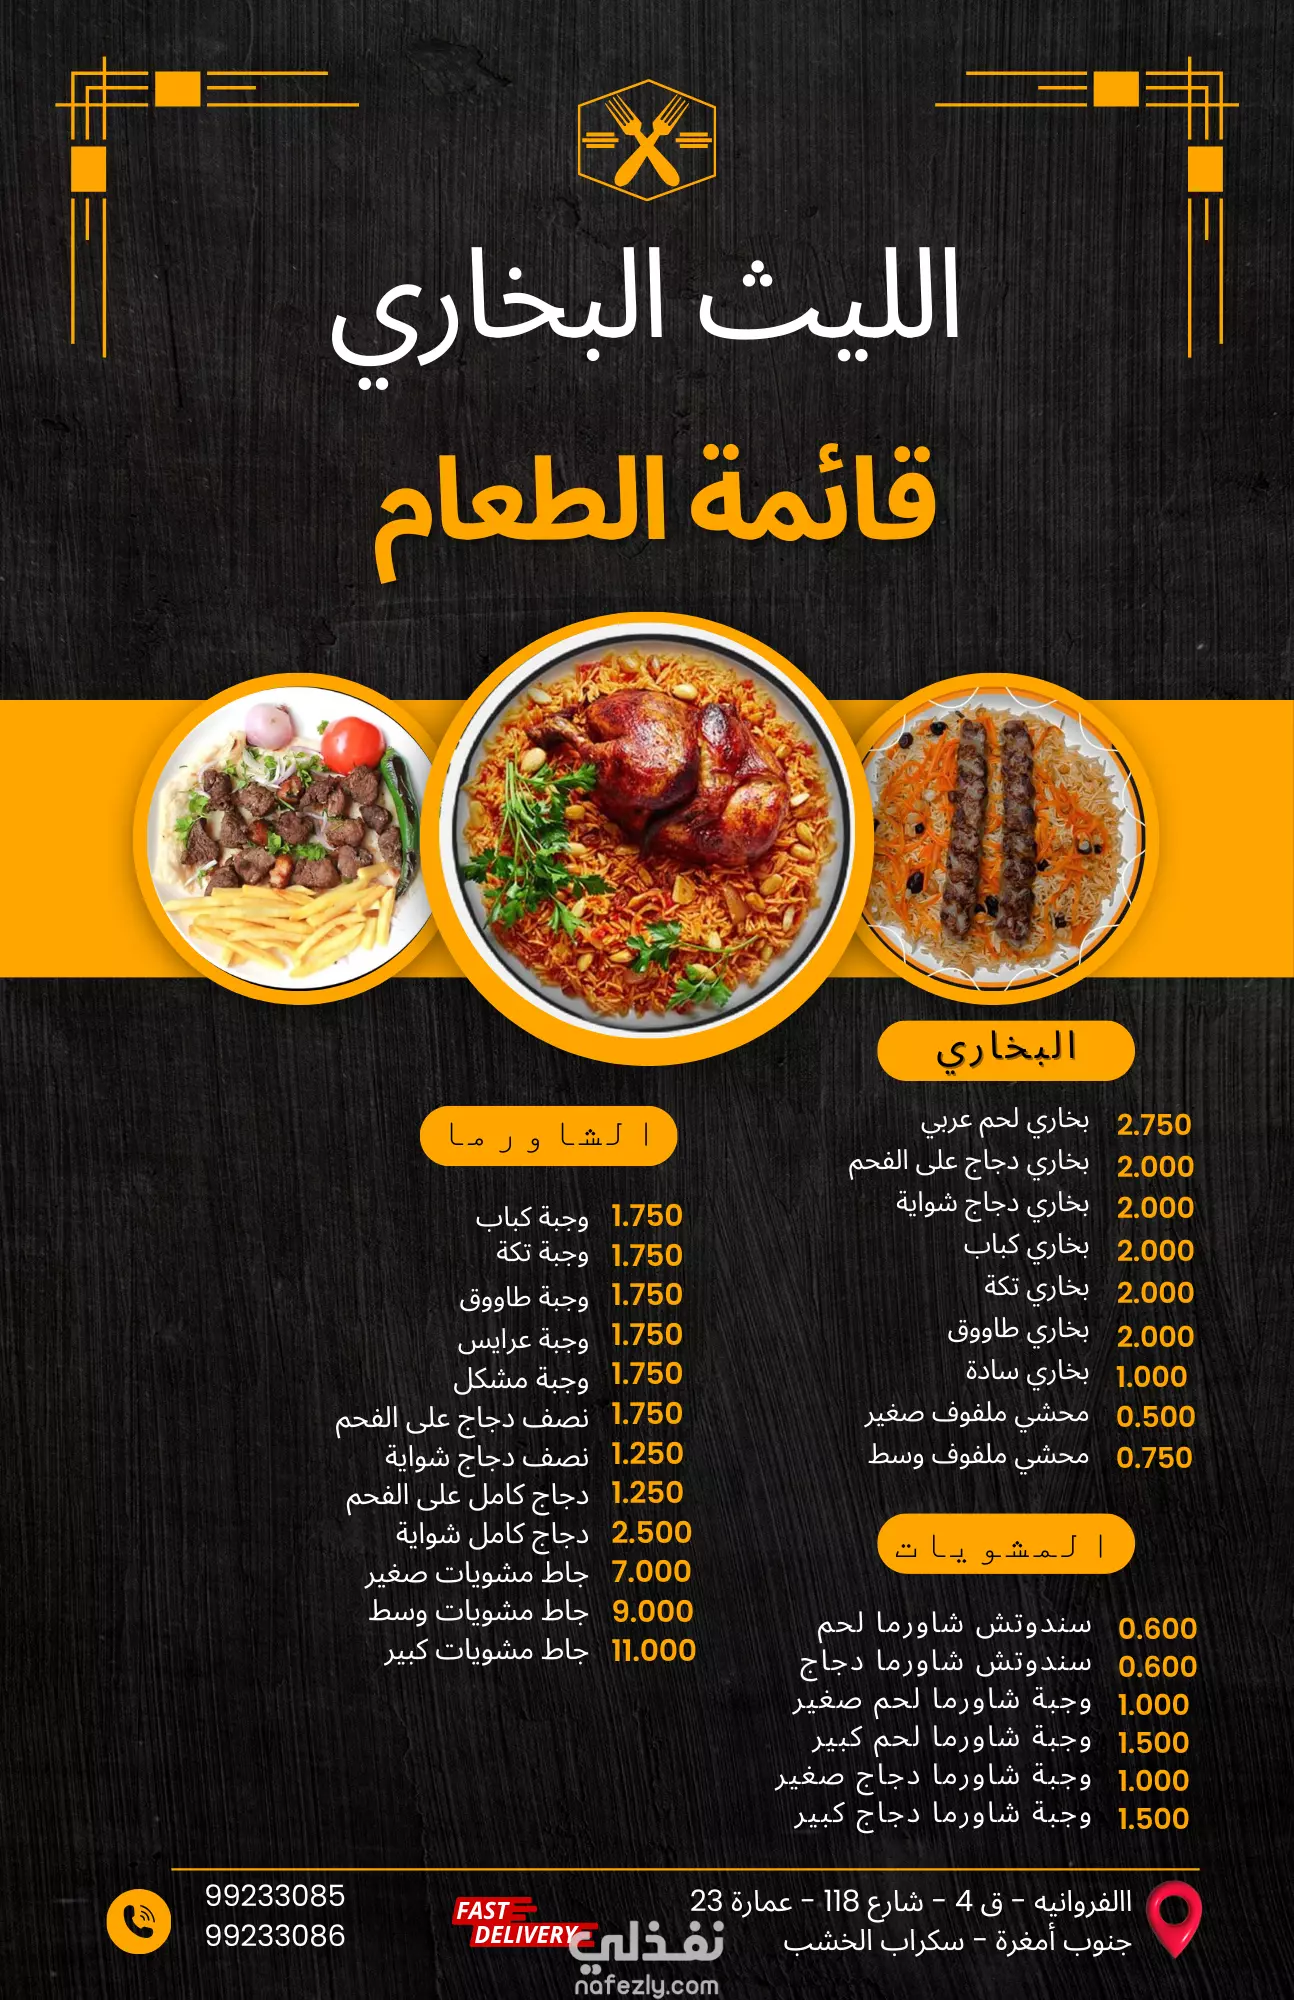 الليث البخاري
قائمة الطعام
البخاري
بخاري لحم عربي 2.750
بخاري دجاج على الفحم 2.000
بخاري دجاج شواية 2.000
بخاري كباب 2.000
بخاري تكة 2.000
بخاري طاووق 2.000
بخاري سادة 1.000
محشي ملفوف صغير 0.500
محشي ملفوف وسط 0.750
المشويات
سندوتش شاورما لحم 0.600
سندوتش شاورما دجاج 0.600
وجبة شاورما لحم صغير 1.000
وجبة شاورما لحم كبير 1.500
وجبة شاورما دجاج صغير 1.000
وجبة شاورما دجاج كبير 1.500
الشاورما
وجبة كباب 1.750
وجبة تكة 1.750
وجبة طاووق 1.750
وجبة عرايس 1.750
وجبة مشكل 1.750
نصف دجاج على الفحم 1.750
نصف دجاج شواية 1.250
دجاج كامل على الفحم 1.250
دجاج كامل شواية 2.500
جاط مشويات صغير 7.000
جاط مشويات وسط 9.000
جاط مشويات كبير 11.000
االفروانيه - ق 4 - شارع 118 - عمارة 23
جنوب أمغرة - سكراب الخشب
FAST
DELIVERY
نفذلي
nafezly.com
99233085
99233086